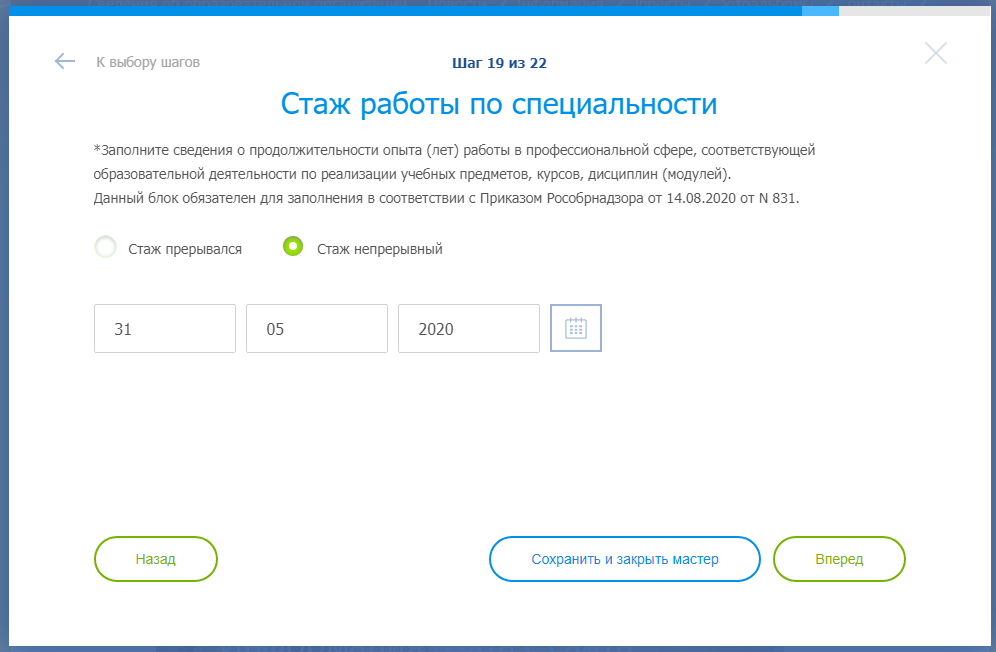 К выбору шагов
Шаг 19 из 22
Стаж работы по специальности
*Заполните сведения о продолжительности опыта (лет) работы в профессиональной сфере, соответствующей
образовательной деятельности по реализации учебных предметов, курсов, дисциплин (модулей).
Данный блок обязателен для заполнения в соответствии с Приказом Рособрнадзора от 14.08.2020 от N 831.
Стаж прерывался
Стаж непрерывный
31
05
2020
Назад
Сохранить и закрыть мастер
Вперед